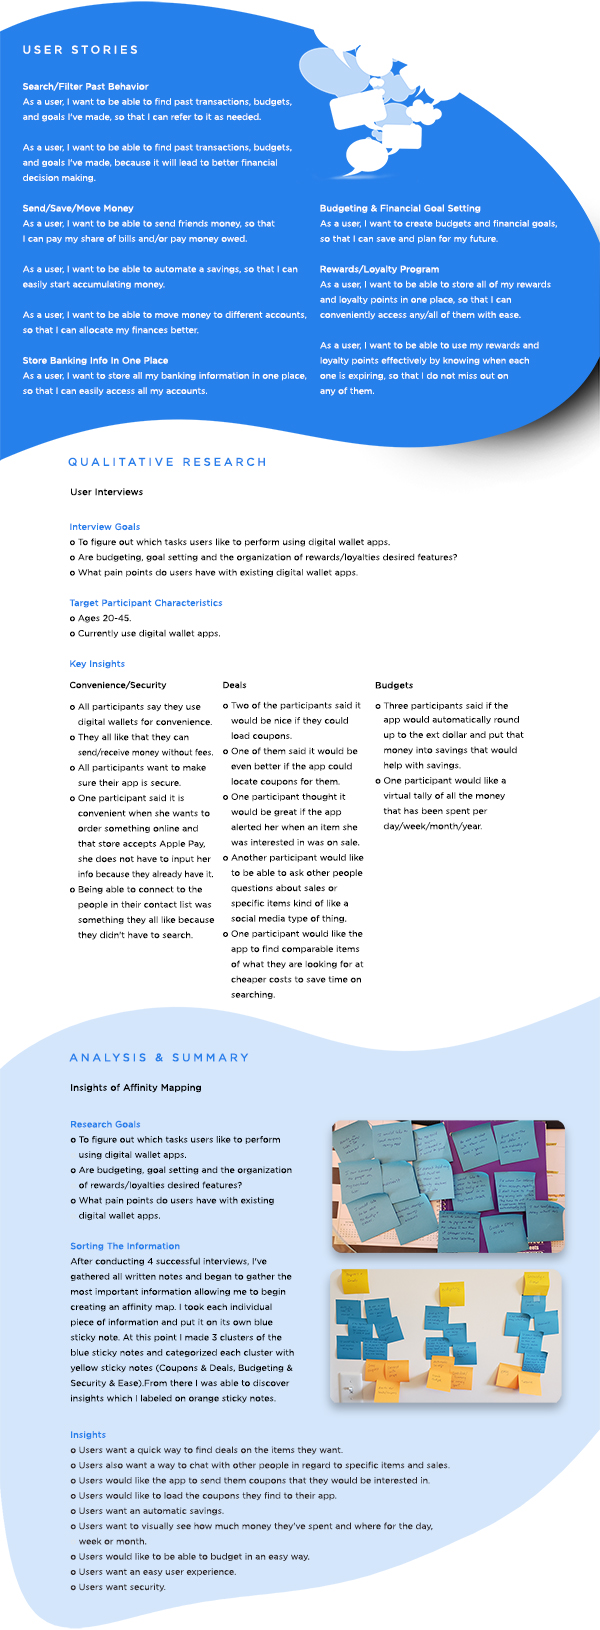 USER STORIES
Search/Filter Past Behavior
As a user, I want to be able to find past transactions, budgets,
and goals I've made, so that I can refer to it as needed.
As a user, I want to be able to find past transactions, budgets,
and goals I've made, because it will lead to better financial
decision making.
Send/Save/Move Money
As a user, I want to be able to send friends money, so that
I can pay my share of bills and/or pay money owed.
As a user, I want to be able to automate a savings, so that I can
easily start accumulating money.
As a user, I want to be able to move money to different accounts,
so that I can allocate my finances better.
Store Banking Info In One Place
As a user, I want to store all my banking information in one place,
so that I can easily access all my accounts.
Budgeting & Financial Goal Setting
As a user, I want to create budgets and financial goals,
so that I can save and plan for my future.
Rewards/Loyalty Program
As a user, I want to be able to store all of my rewards
and loyalty points in one place, so that I can
conveniently access any/all of them with ease.
As a user, I want to be able to use my rewards and
loyalty points effectively by knowing when each
one is expiring, so that I do not miss out on
any of them.
QUALITATIVE RESEARCH
User Interviews
Interview Goals
o To figure out which tasks users like to perform using digital wallet apps.
o Are budgeting, goal setting and the organization of rewards/loyalties desired features?
o What pain points do users have with existing digital wallet apps.
Target Participant Characteristics
o Ages 20-45.
o Currently use digital wallet apps.
Key Insights
Convenience/Security
o All participants say they use
digital wallets for convenience.
o They all like that they can
send/receive money without fees.
o All participants want to make
sure their app is secure.
o One participant said it is
convenient when she wants to
order something online and
that store accepts Apple Pay,
she does not have to input her
info because they already have it.
o Being able to connect to the
people in their contact list was
something they all like because
they didn't have to search.
Deals
o Two of the participants said it
would be nice if they could
load coupons.
o One of them said it would be
even better if the app could
locate coupons for them.
o One participant thought it
would be great if the app
alerted her when an item she
was interested in was on sale.
o Another participant would like
to be able to ask other people
questions about sales or
specific items kind of like a
social media type of thing.
o One participant would like the
app to find comparable items
of what they are looking for at
cheaper costs to save time on
searching.
Budgets
o Three participants said if the
app would automatically round
up to the ext dollar and put that
money into savings that would
help with savings.
o One participant would like a
virtual tally of all the money
that has been spent per
day/week/month/year.
ANALYSIS & SUMMARY
Insights of Affinity Mapping
Research Goals
o To figure out which tasks users like to perform
using digital wallet apps.
o Are budgeting, goal setting and the organization
of rewards/loyalties desired features?
o What pain points do users have with existing
digital wallet apps.
Sorting The Information
After conducting 4 successful interviews, I've
gathered all written notes and began to gather the
most important information allowing me to begin
creating an affinity map. I took each individual
piece of information and put it on its own blue
sticky note. At this point I made 3 clusters of the
blue sticky notes and categorized each cluster with
yellow sticky notes (Coupons & Deals, Budgeting &
Security & Ease).From there I was able to discover
insights which I labeled on orange sticky notes.
Insights
o Users want a quick way to find deals on the items they want.
o Users also want a way to chat with other people in regard to specific items and sales.
o Users would like the app to send them coupons that they would be interested in.
o Users would like to load the coupons they find to their app.
o Users want an automatic savings.
o Users want to visually see how much money they've spent and where for the day,
week or month.
o Users would like to be able to budget in an easy way.
o Users want an easy user experience.
o Users want security.